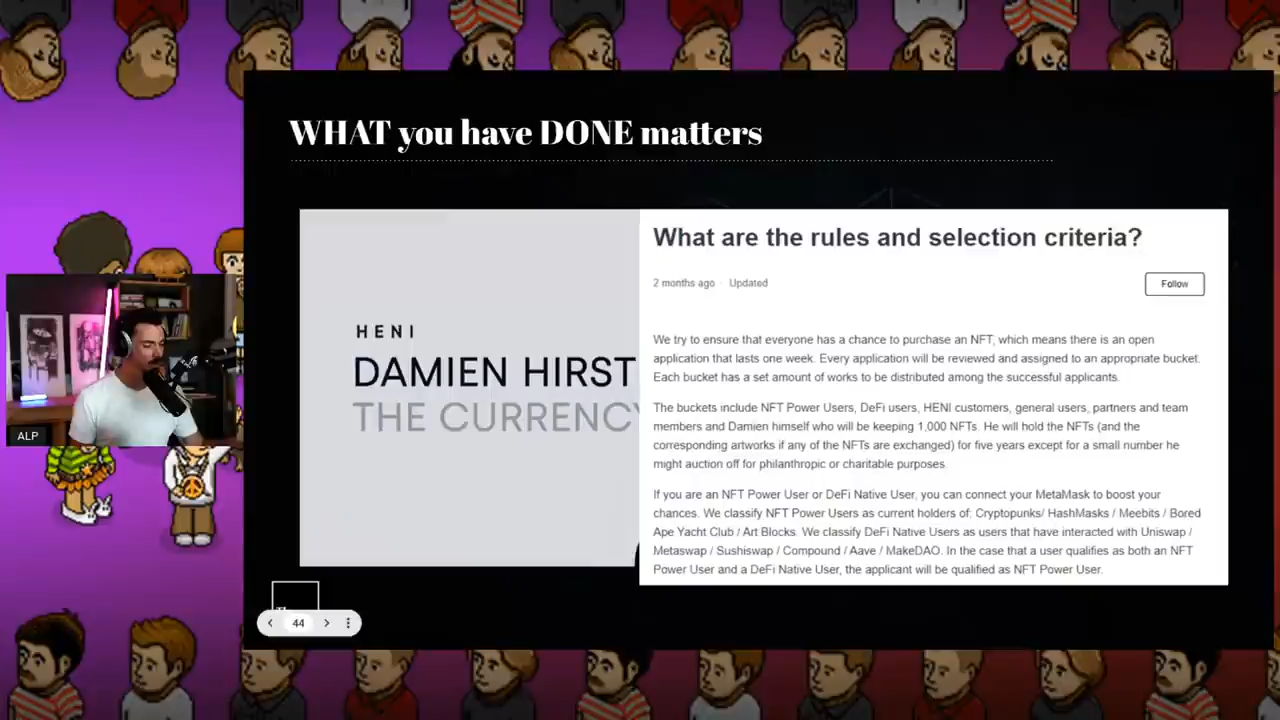 WHAT you have DONE matters
HENI
DAMIEN HIRST
THE CURRENCY
What are the rules and selection criteria?
2 months ago · Updated
Follow
We try to ensure that everyone has a chance to purchase an NFT, which means there is an open
application that lasts one week. Every application will be reviewed and assigned to an appropriate bucket.
Each bucket has a set amount of works to be distributed among the successful applicants.
The buckets include NFT Power Users, DeFi users, HENI customers, general users, partners and team
members and Damien himself who will be keeping 1,000 NFTs. He will hold the NFTs (and the
corresponding artworks if any of the NFTs are exchanged) for five years except for a small number he
might auction off for philanthropic or charitable purposes.
If you are an NFT Power User or DeFi Native User, you can connect your MetaMask to boost your
chances. We classify NFT Power Users as current holders of: Cryptopunks/ HashMasks / Meebits / Bored
Ape Yacht Club / Art Blocks. We classify DeFi Native Users as users that have interacted with Uniswap /
Metaswap / Sushiswap / Compound / Aave / MakeDAO. In the case that a user qualifies as both an NFT
Power User and a DeFi Native User, the applicant will be qualified as NFT Power User.
ALP
44